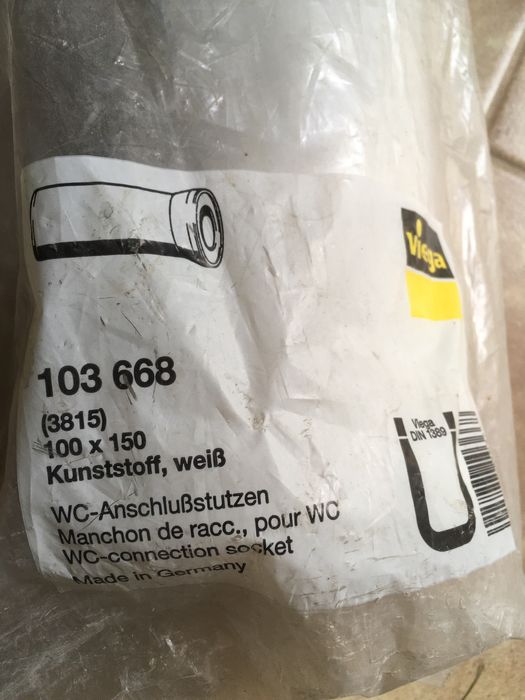 Viega
103 668
(3815)
100 x 150
Kunststoff, weiß
WC-Anschlußstutzen
Manchon de racc., pour WC
WC-connection socket
Made in Germany
Viega
DIN 1389